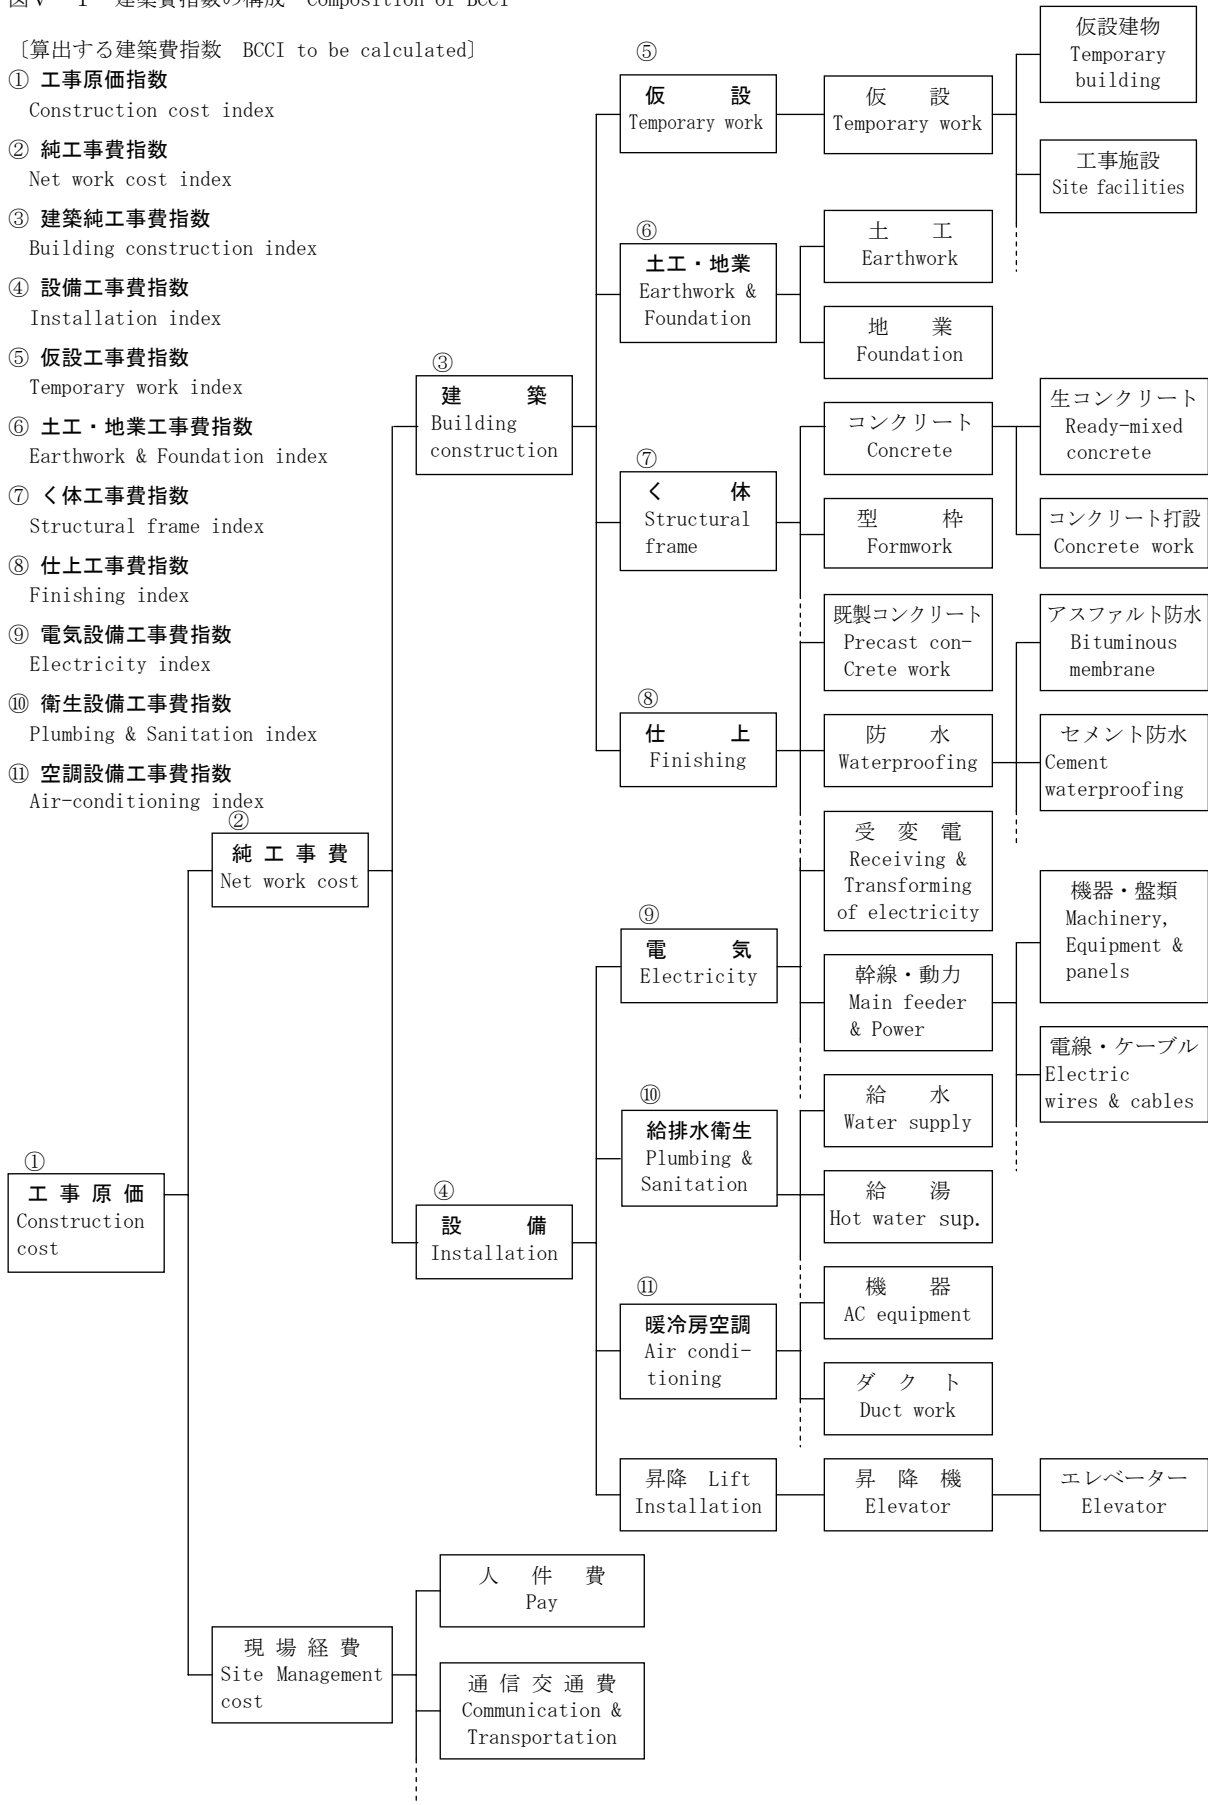 図Ⅴ－１ 建築費指数の構成 Composition of BCCI
〔算出する建築費指数 BCCI to be calculated〕
① 工事原価指数
Construction cost index
② 純工事費指数
Net work cost index
③ 建築純工事費指数
Building construction index
④ 設備工事費指数
Installation index
⑤ 仮設工事費指数
Temporary work index
⑥ 土工・地業工事費指数
Earthwork & Foundation index
⑦ く体工事費指数
Structural frame index
⑧ 仕上工事費指数
Finishing index
⑨ 電気設備工事費指数
Electricity index
⑩ 衛生設備工事費指数
Plumbing & Sanitation index
⑪ 空調設備工事費指数
Air-conditioning index
①
工 事 原 価
Construction
cost
②
純 工 事 費
Net work cost
現 場 経 費
Site Management
cost
③
建 築
Building
construction
④
設 備
Installation
人 件 費
Pay
通 信 交 通 費
Communication &
Transportation
⑤
仮 設
Temporary work
⑥
土工・地業
Earthwork &
Foundation
⑦
く 体
Structural
frame
⑧
仕 上
Finishing
⑨
電 気
Electricity
⑩
給排水衛生
Plumbing &
Sanitation
⑪
暖冷房空調
Air condi-
tioning
昇降 Lift
Installation
仮 設
Temporary work
土 工
Earthwork
地 業
Foundation
コンクリート
Concrete
型 枠
Formwork
既製コンクリート
Precast con-
Crete work
防 水
Waterproofing
受 変 電
Receiving &
Transforming
of electricity
幹線・動力
Main feeder
& Power
給 水
Water supply
給 湯
Hot water sup.
機 器
AC equipment
ダ ク ト
Duct work
昇 降 機
Elevator
仮設建物
Temporary
building
工事施設
Site facilities
生コンクリート
Ready-mixed
concrete
コンクリート打設
Concrete work
アスファルト防水
Bituminous
membrane
セメント防水
Cement
waterproofing
機器・盤類
Machinery,
Equipment &
panels
電線・ケーブル
Electric
wires & cables
エレベーター
Elevator